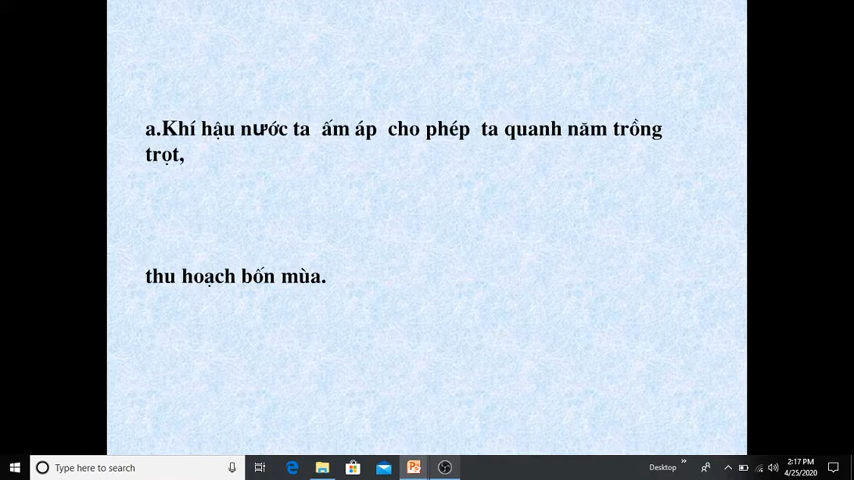 a.Khí hậu nước ta ấm áp cho phép ta quanh năm trồng
trọt,
thu hoạch bốn mùa.
Type here to search
Desktop
2:17 PM
4/25/2020